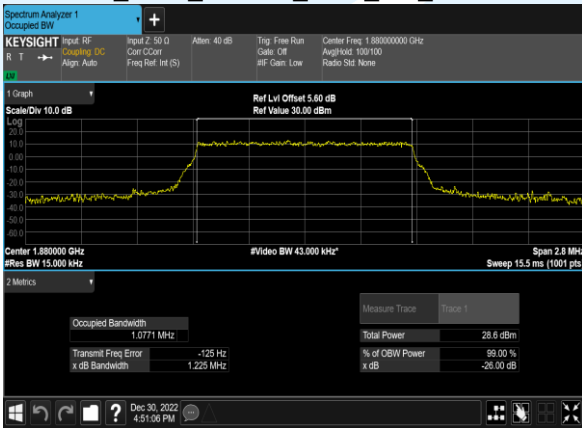 Spectrum Analyzer 1
Occupied BW
KEYSIGHT Input: RF Input Z: 50 Ω Atten: 40 dB Trig: Free Run Center Freq: 1.880000000 GHz
R T Coupling: DC Corr CCorr Gate: Off Avg|Hold: 100/100
Align: Auto Freq Ref: Int (S) #IF Gain: Low Radio Std: None
1 Graph
Ref Lvl Offset 5.60 dB
Scale/Div 10.0 dB Ref Value 30.00 dBm
Log
20.0
10.0
0.00
-10.0
-20.0
-30.0
-40.0
-50.0
-60.0
Center 1.880000 GHz #Video BW 43.000 kHz* Span 2.8 MHz
#Res BW 15.000 kHz Sweep 15.5 ms (1001 pts
2 Metrics
Measure Trace Trace 1
Occupied Bandwidth
1.0771 MHz Total Power 28.6 dBm
Transmit Freq Error -125 Hz % of OBW Power 99.00 %
x dB Bandwidth 1.225 MHz x dB -26.00 dB
Dec 30, 2022
4:51:06 PM